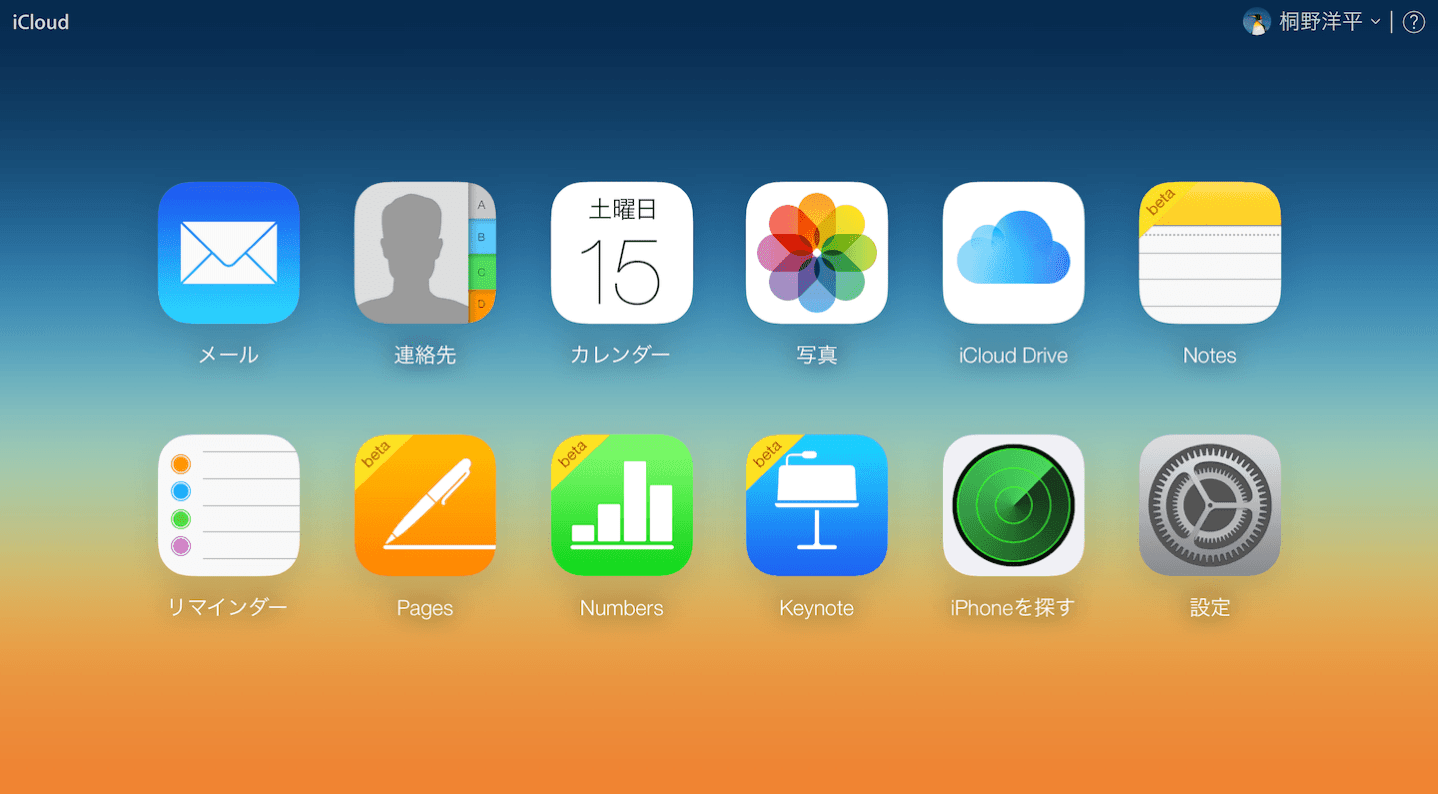 iCloud
桐野洋平
?
A
B
C
D
土曜日
15
beta
メール
連絡先
カレンダー
写真
iCloud Drive
Notes
beta
beta
beta
リマインダー
Pages
Numbers
Keynote
iPhoneを探す
設定